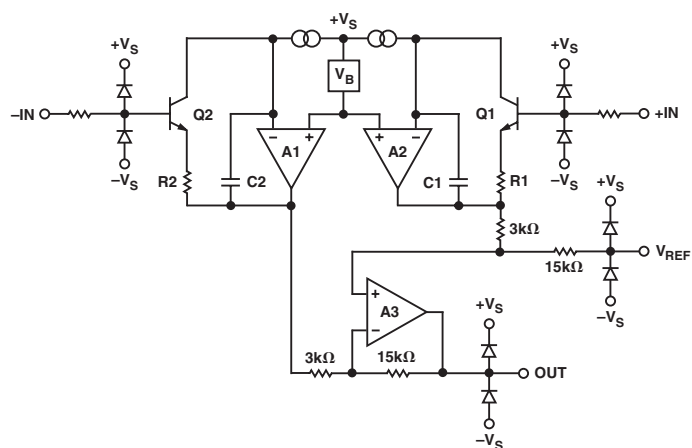 +VS
+VS
+VS
VB
–IN
Q2
Q1
+IN
– +
+ –
A1
A2
–VS
–VS
R2
C2
C1
R1
+VS
3kΩ
VREF
15kΩ
+
A3
–
–VS
+VS
3kΩ
15kΩ
OUT
–VS